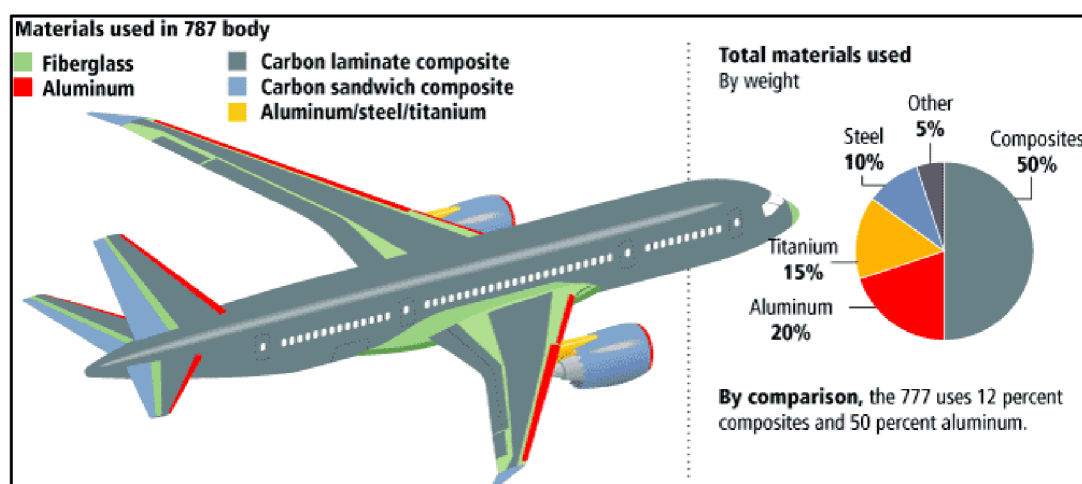 Materials used in 787 body
Fiberglass
Aluminum
Carbon laminate composite
Carbon sandwich composite
Aluminum/steel/titanium
Total materials used
By weight
Other
5%
Steel
10%
Composites
50%
Titanium
15%
Aluminum
20%
By comparison, the 777 uses 12 percent
composites and 50 percent aluminum.